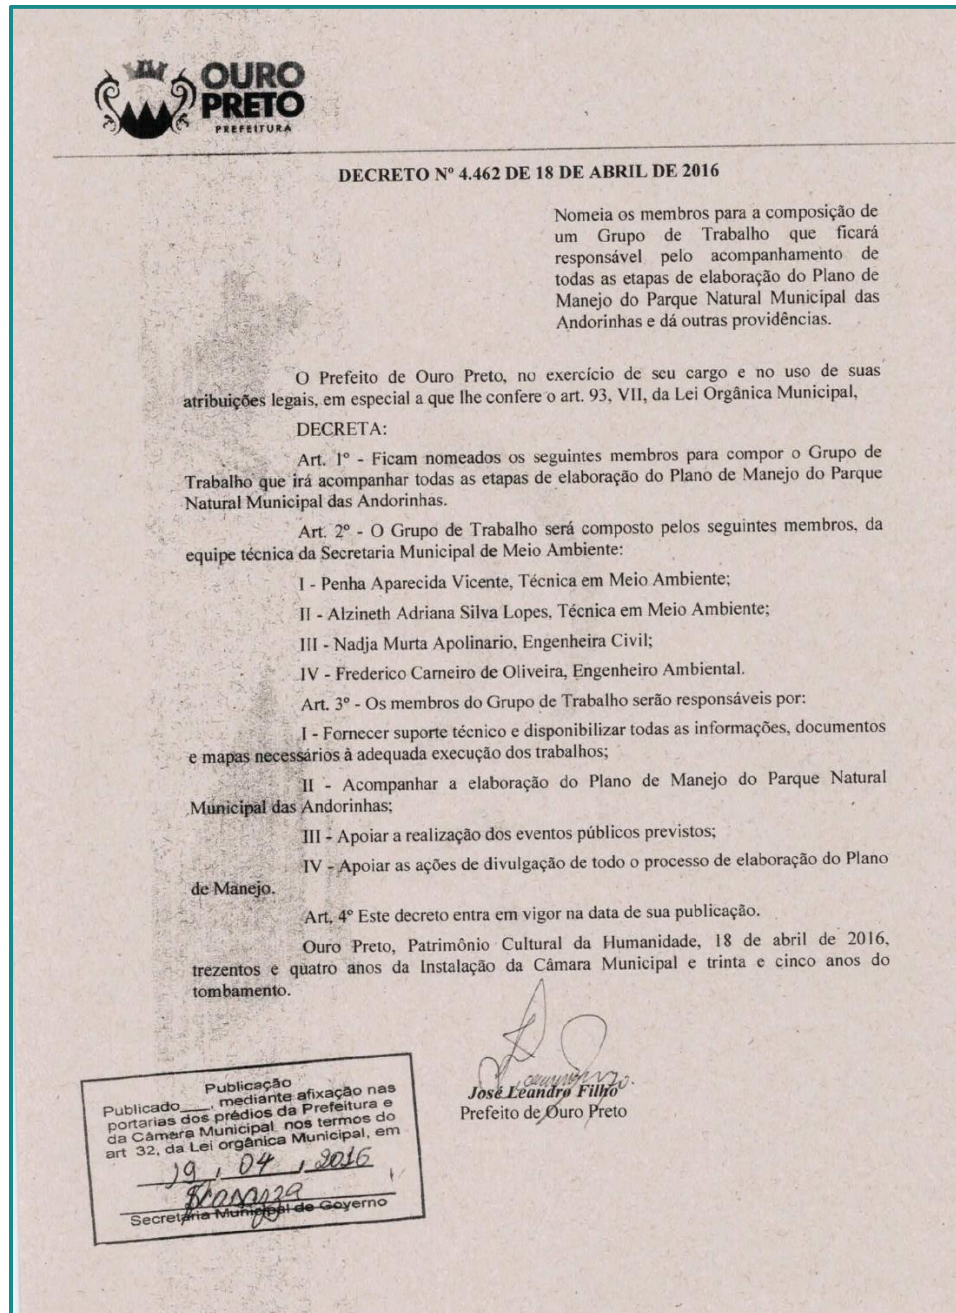 OURO
PRETO
PREFEITURA
DECRETO Nº 4.462 DE 18 DE ABRIL DE 2016
Nomeia os membros para a composição de
um Grupo de Trabalho que ficará
responsável pelo acompanhamento de
todas as etapas de elaboração do Plano de
Manejo do Parque Natural Municipal das
Andorinhas e dá outras providências.
O Prefeito de Ouro Preto, no exercício de seu cargo e no uso de suas
atribuições legais, em especial a que lhe confere o art. 93, VII, da Lei Orgânica Municipal,
DECRETA:
Art. 1º - Ficam nomeados os seguintes membros para compor o Grupo de
Trabalho que irá acompanhar todas as etapas de elaboração do Plano de Manejo do Parque
Natural Municipal das Andorinhas.
Art. 2º - O Grupo de Trabalho será composto pelos seguintes membros, da
equipe técnica da Secretaria Municipal de Meio Ambiente:
I - Penha Aparecida Vicente, Técnica em Meio Ambiente;
II - Alzineth Adriana Silva Lopes, Técnica em Meio Ambiente;
III - Nadja Murta Apolinario, Engenheira Civil;
IV - Frederico Carneiro de Oliveira, Engenheiro Ambiental.
Art. 3º - Os membros do Grupo de Trabalho serão responsáveis por:
I - Fornecer suporte técnico e disponibilizar todas as informações, documentos
e mapas necessários à adequada execução dos trabalhos;
II - Acompanhar a elaboração do Plano de Manejo do Parque Natural
Municipal das Andorinhas;
III - Apoiar a realização dos eventos públicos previstos;
IV - Apoiar as ações de divulgação de todo o processo de elaboração do Plano
de Manejo.
Art. 4º Este decreto entra em vigor na data de sua publicação.
Ouro Preto, Patrimônio Cultural da Humanidade, 18 de abril de 2016,
trezentos e quatro anos da Instalação da Câmara Municipal e trinta e cinco anos do
tombamento.
José Leandro Filho
Prefeito de Ouro Preto
Publicação
Publicado___, mediante afixação nas
portarias dos prédios da Prefeitura e
da Câmara Municipal nos termos do
art 32, da Lei orgânica Municipal, em
19 / 04 / 2016
Secretaria Municipal de Governo